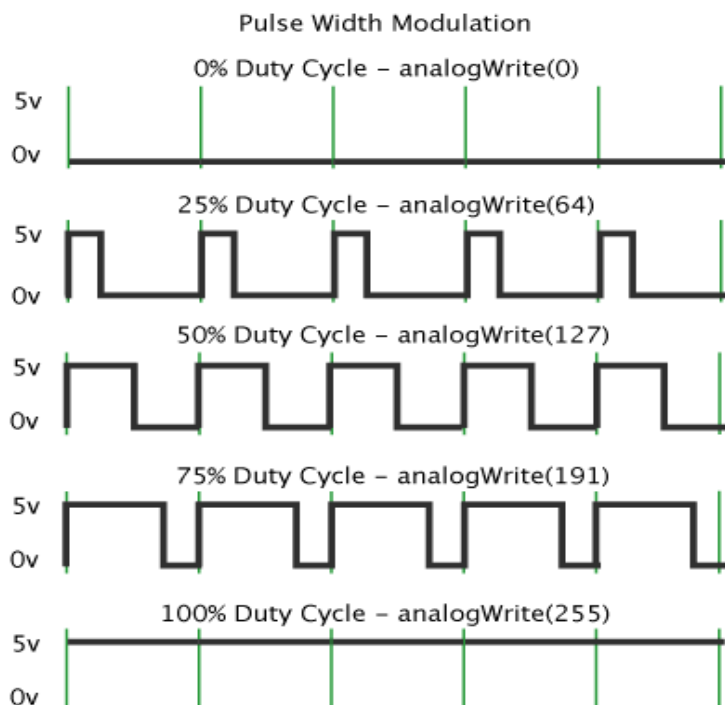 Pulse Width Modulation
0% Duty Cycle – analogWrite(0)
5v
0v
25% Duty Cycle – analogWrite(64)
5v
0v
50% Duty Cycle – analogWrite(127)
5v
0v
75% Duty Cycle – analogWrite(191)
5v
0v
100% Duty Cycle – analogWrite(255)
5v
0v